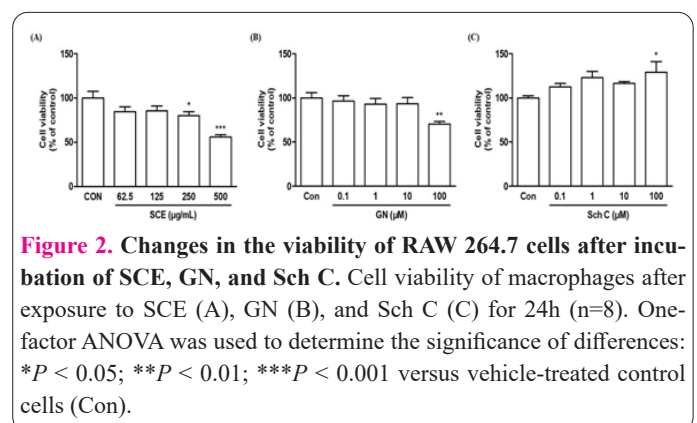 (A)
150
100
50
0
Cell viability
(% of control)
*
***
CON 62.5 125 250 500
SCE (µg/mL)
(B)
150
100
50
0
Cell viability
(% of control)
**
Con 0.1 1 10 100
GN (µM)
(C)
150
100
50
0
Cell viability
(% of control)
*
Con 0.1 1 10 100
Sch C (µM)
Figure 2. Changes in the viability of RAW 264.7 cells after incu-
bation of SCE, GN, and Sch C. Cell viability of macrophages after
exposure to SCE (A), GN (B), and Sch C (C) for 24h (n=8). One-
factor ANOVA was used to determine the significance of differences:
*P < 0.05; **P < 0.01; ***P < 0.001 versus vehicle-treated control
cells (Con).